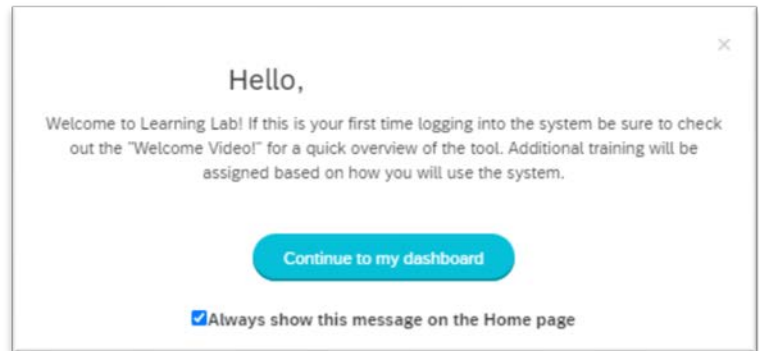 Hello,
Welcome to Learning Lab! If this is your first time logging into the system be sure to check
out the "Welcome Video!" for a quick overview of the tool. Additional training will be
assigned based on how you will use the system.
Continue to my dashboard
Always show this message on the Home page